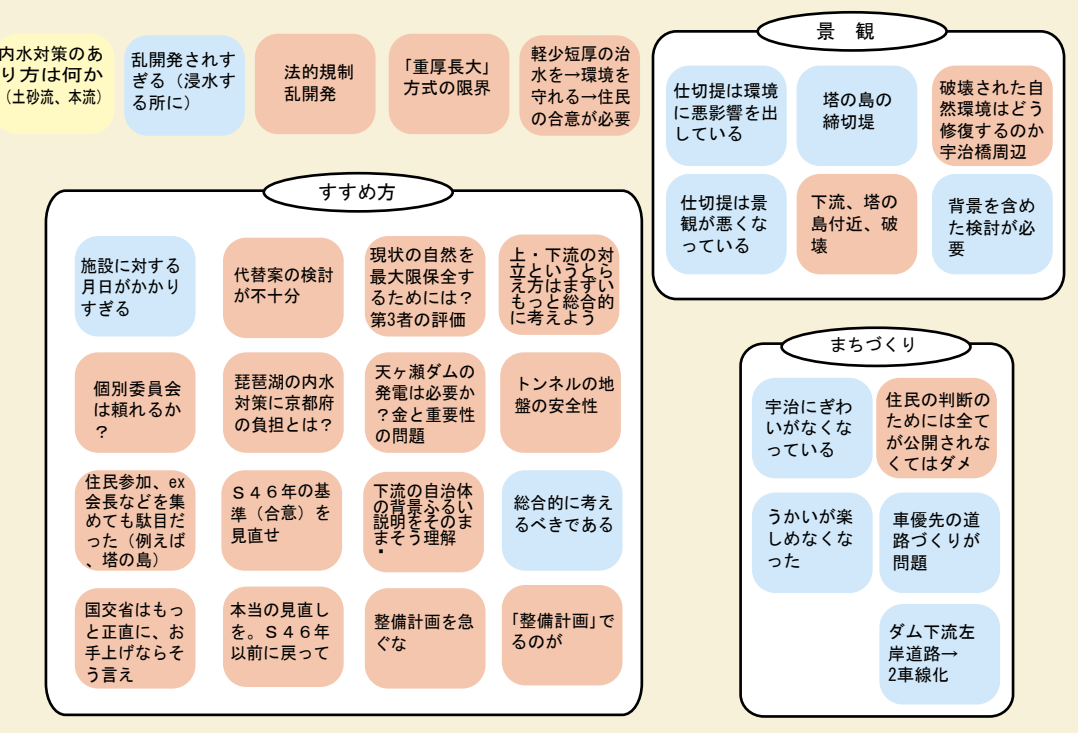 内水対策のあ
り方は何か
（土砂流、本流）
乱開発されす
ぎる（浸水す
る所に）
法的規制
乱開発
「重厚長大」
方式の限界
軽少短厚の治
水を→環境を
守れる→住民
の合意が必要
景　観
仕切提は環境
に悪影響を出
している
塔の島の
締切堤
破壊された自
然環境はどう
修復するのか
宇治橋周辺
仕切提は景
観が悪くな
っている
下流、塔の
島付近、破
壊
背景を含め
た検討が必
要
すすめ方
施設に対する
月日がかかり
すぎる
代替案の検討
が不十分
現状の自然を
最大限保全す
るためには？
第3者の評価
上・下流の対
立というとら
え方はまずい
もっと総合的
に考えよう
個別委員会
は頼れるか
？
琵琶湖の内水
対策に京都府
の負担とは？
天ヶ瀬ダムの
発電は必要か
？金と重要性
の問題
トンネルの地
盤の安全性
住民参加、ex
会長などを集
めても駄目だ
った（例えば
、塔の島）
Ｓ４６年の基
準（合意）を
見直せ
下流の自治体
の背景ふるい
説明をそのま
まそう理解
・
総合的に考え
るべきである
国交省はもっ
と正直に、お
手上げならそ
う言え
本当の見直し
を。Ｓ４６年
以前に戻って
整備計画を急
ぐな
「整備計画」で
るのが
まちづくり
宇治にぎわ
いがなくな
っている
住民の判断の
ためには全て
が公開されな
くてはダメ
うかいが楽
しめなくな
った
車優先の道
路づくりが
問題
ダム下流左
岸道路→
2車線化